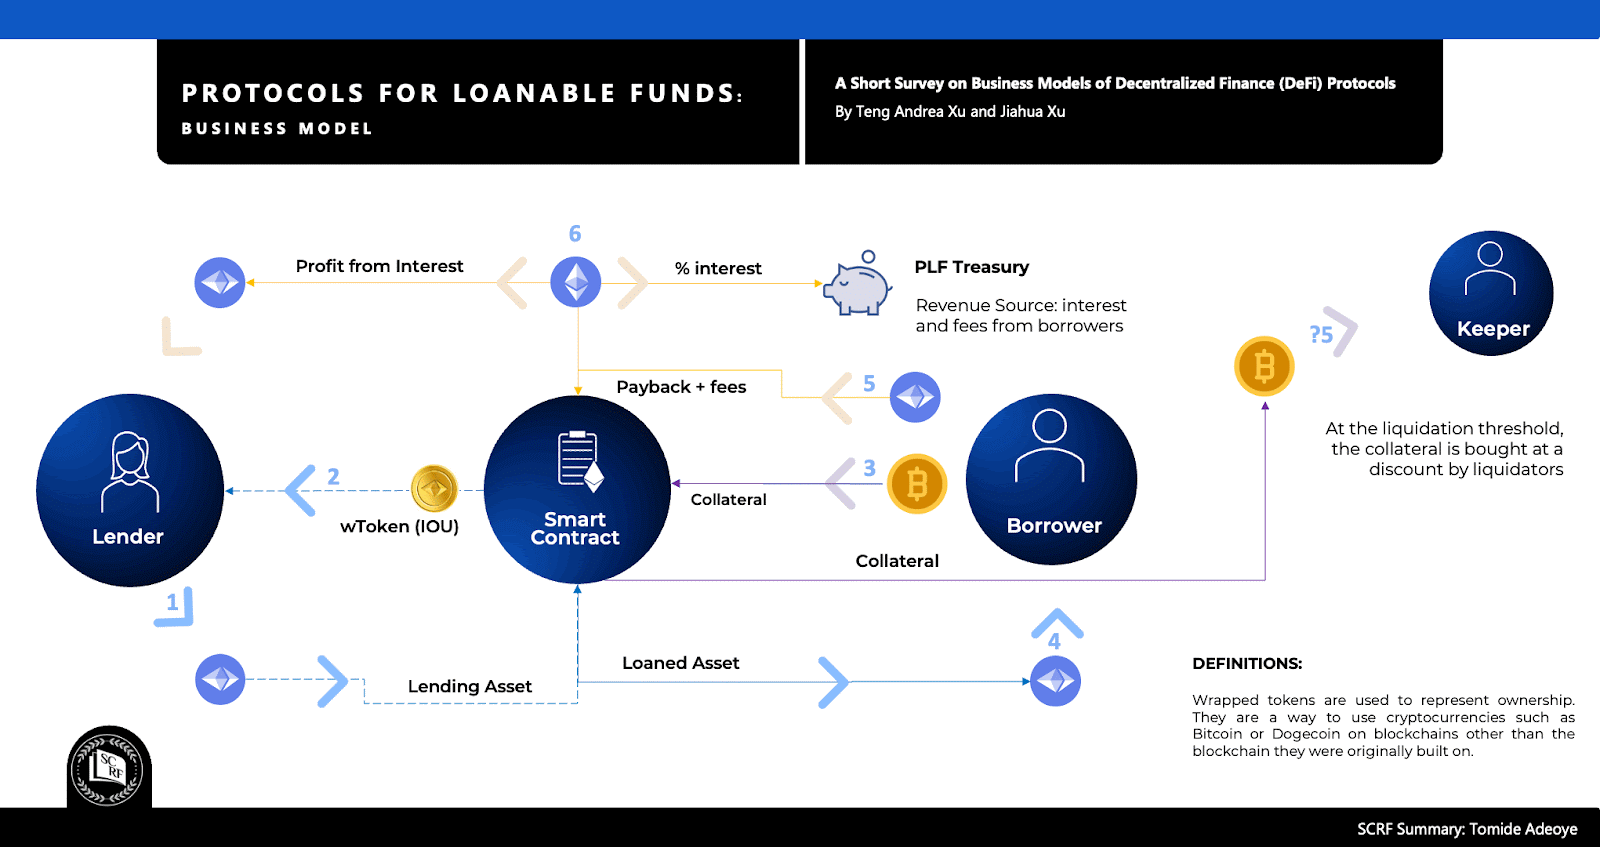 PROTOCOLS FOR LOANABLE FUNDS:
BUSINESS MODEL
A Short Survey on Business Models of Decentralized Finance (DeFi) Protocols
By Teng Andrea Xu and Jiahua Xu
6
Profit from Interest
% interest
PLF Treasury
Revenue Source: interest
and fees from borrowers
Keeper
?5
Payback + fees
5
At the liquidation threshold,
the collateral is bought at a
discount by liquidators
Lender
2
wToken (IOU)
Smart
Contract
3
Collateral
Borrower
Collateral
1
4
Lending Asset
Loaned Asset
DEFINITIONS:
Wrapped tokens are used to represent ownership.
They are a way to use cryptocurrencies such as
Bitcoin or Dogecoin on blockchains other than the
blockchain they were originally built on.
SC
RF
SCRF Summary: Tomide Adeoye